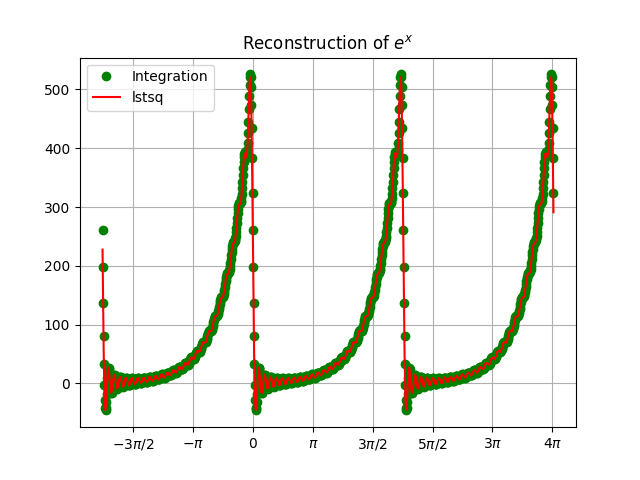 Reconstruction of e^x
Integration
lstsq
500
400
300
200
100
0
−3π/2 −π 0 π 3π/2 5π/2 3π 4π